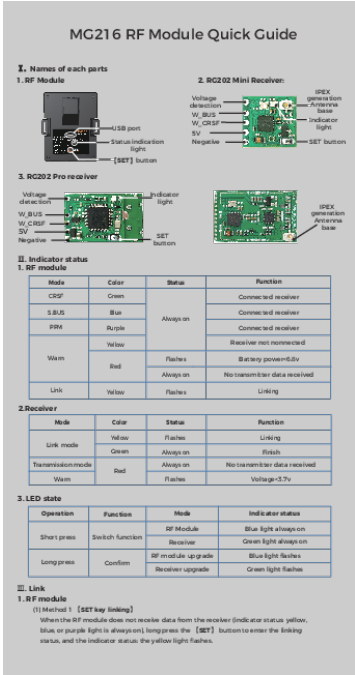 MG216 RF Module Quick Guide
I. Names of each parts
1. RF Module
2. RG202 Mini Receiver:
USB port
Status indication
light
[SET] button
Voltage
detection
W_BUS
W_CRSF
5V
Negative
IPEX
generation
Antenna
base
Indicator
light
SET button
3. RG202 Pro receiver
Voltage
detection
W_BUS
W_CRSF
5V
Negative
Indicator
light
SET
button
IPEX
generation
Antenna
base
II. Indicator status
1. RF module
Mode Color Status Function
CRSF Green Always on Connected receiver
S.BUS Blue Connected receiver
PPM Purple Connected receiver
Warn Yellow Receiver not nonnected
Red Flashes Battery power<6.8v
Always on No transmitter data received
Link Yellow Flashes Linking
2.Receiver
Mode Color Status Function
Link mode Yellow Flashes Linking
Green Always on Finish
Transmission mode Red Always on No transmitter data received
Warn Flashes Voltage<3.7v
3. LED state
Operation Function Mode Indicator status
Short press Switch function RF Module Blue light always on
Receiver Green light always on
Long press Confirm RF module upgrade Blue light flashes
Receiver upgrade Green light flashes
III. Link
1. RF module
(1) Method 1 【SET key linking】
When the RF module does not receive data from the receiver (indicator status yellow,
blue, or purple light is always on), long press the 【SET】 button to enter the linking
status, and the indicator status: the yellow light flashes.